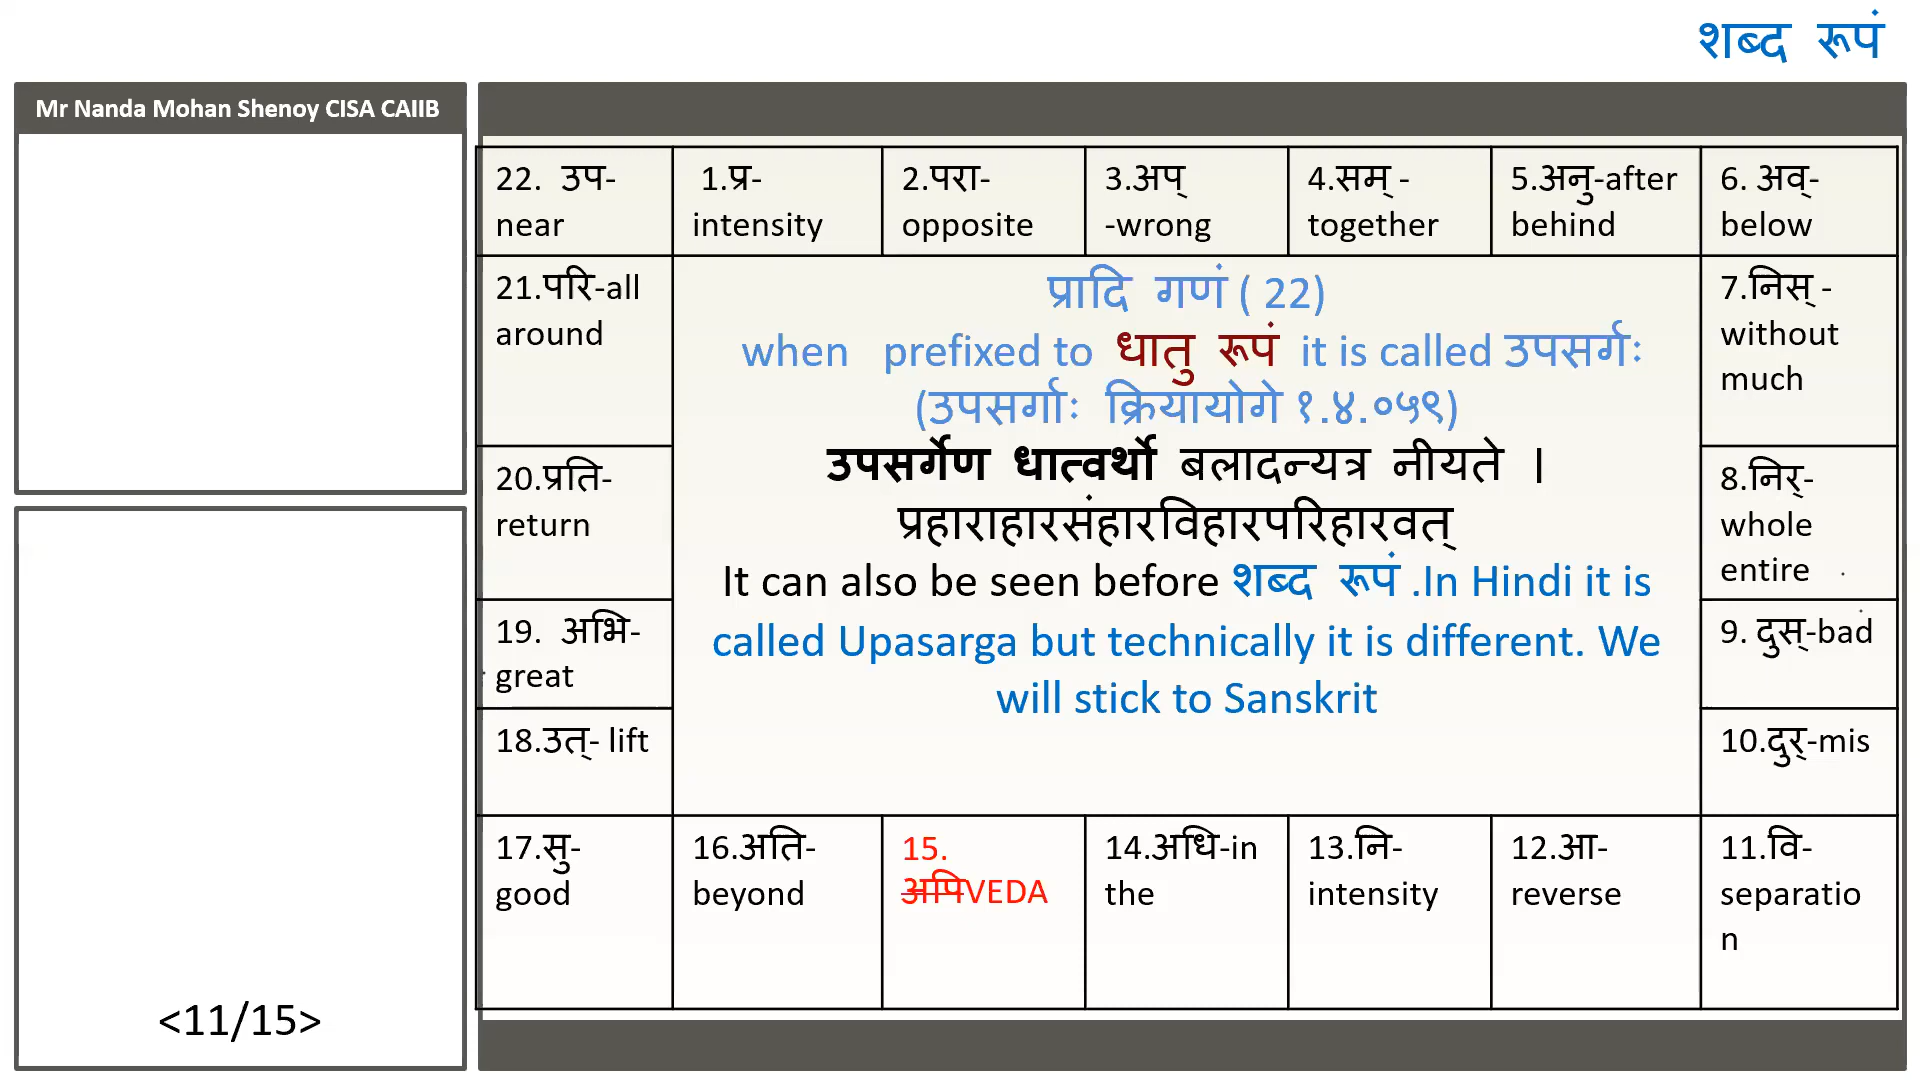 शब्द रूपं
Mr Nanda Mohan Shenoy CISA CAIIB
<11/15>
22. उप-
near
1.प्र-
intensity
2.परा-
opposite
3.अप्
-wrong
4.सम् -
together
5.अनु-after
behind
6. अव्-
below
21.परि-all
around
प्रादि गणं ( 22)
when prefixed to धातु रूपं it is called उपसर्गः
(उपसर्गाः क्रियायोगे १.४.०५९)
उपसर्गेण धात्वर्थो बलादन्यत्र नीयते ।
प्रहाराहारसंहारविहारपरिहारवत्
It can also be seen before शब्द रूपं .In Hindi it is
called Upasarga but technically it is different. We
will stick to Sanskrit
7.निस् -
without
much
20.प्रति-
return
8.निर्-
whole
entire
19. अभि-
great
9. दुस्-bad
18.उत्- lift
10.दुर्-mis
17.सु-
good
16.अति-
beyond
15.
अपिVEDA
14.अधि-in
the
13.नि-
intensity
12.आ-
reverse
11.वि-
separatio
n